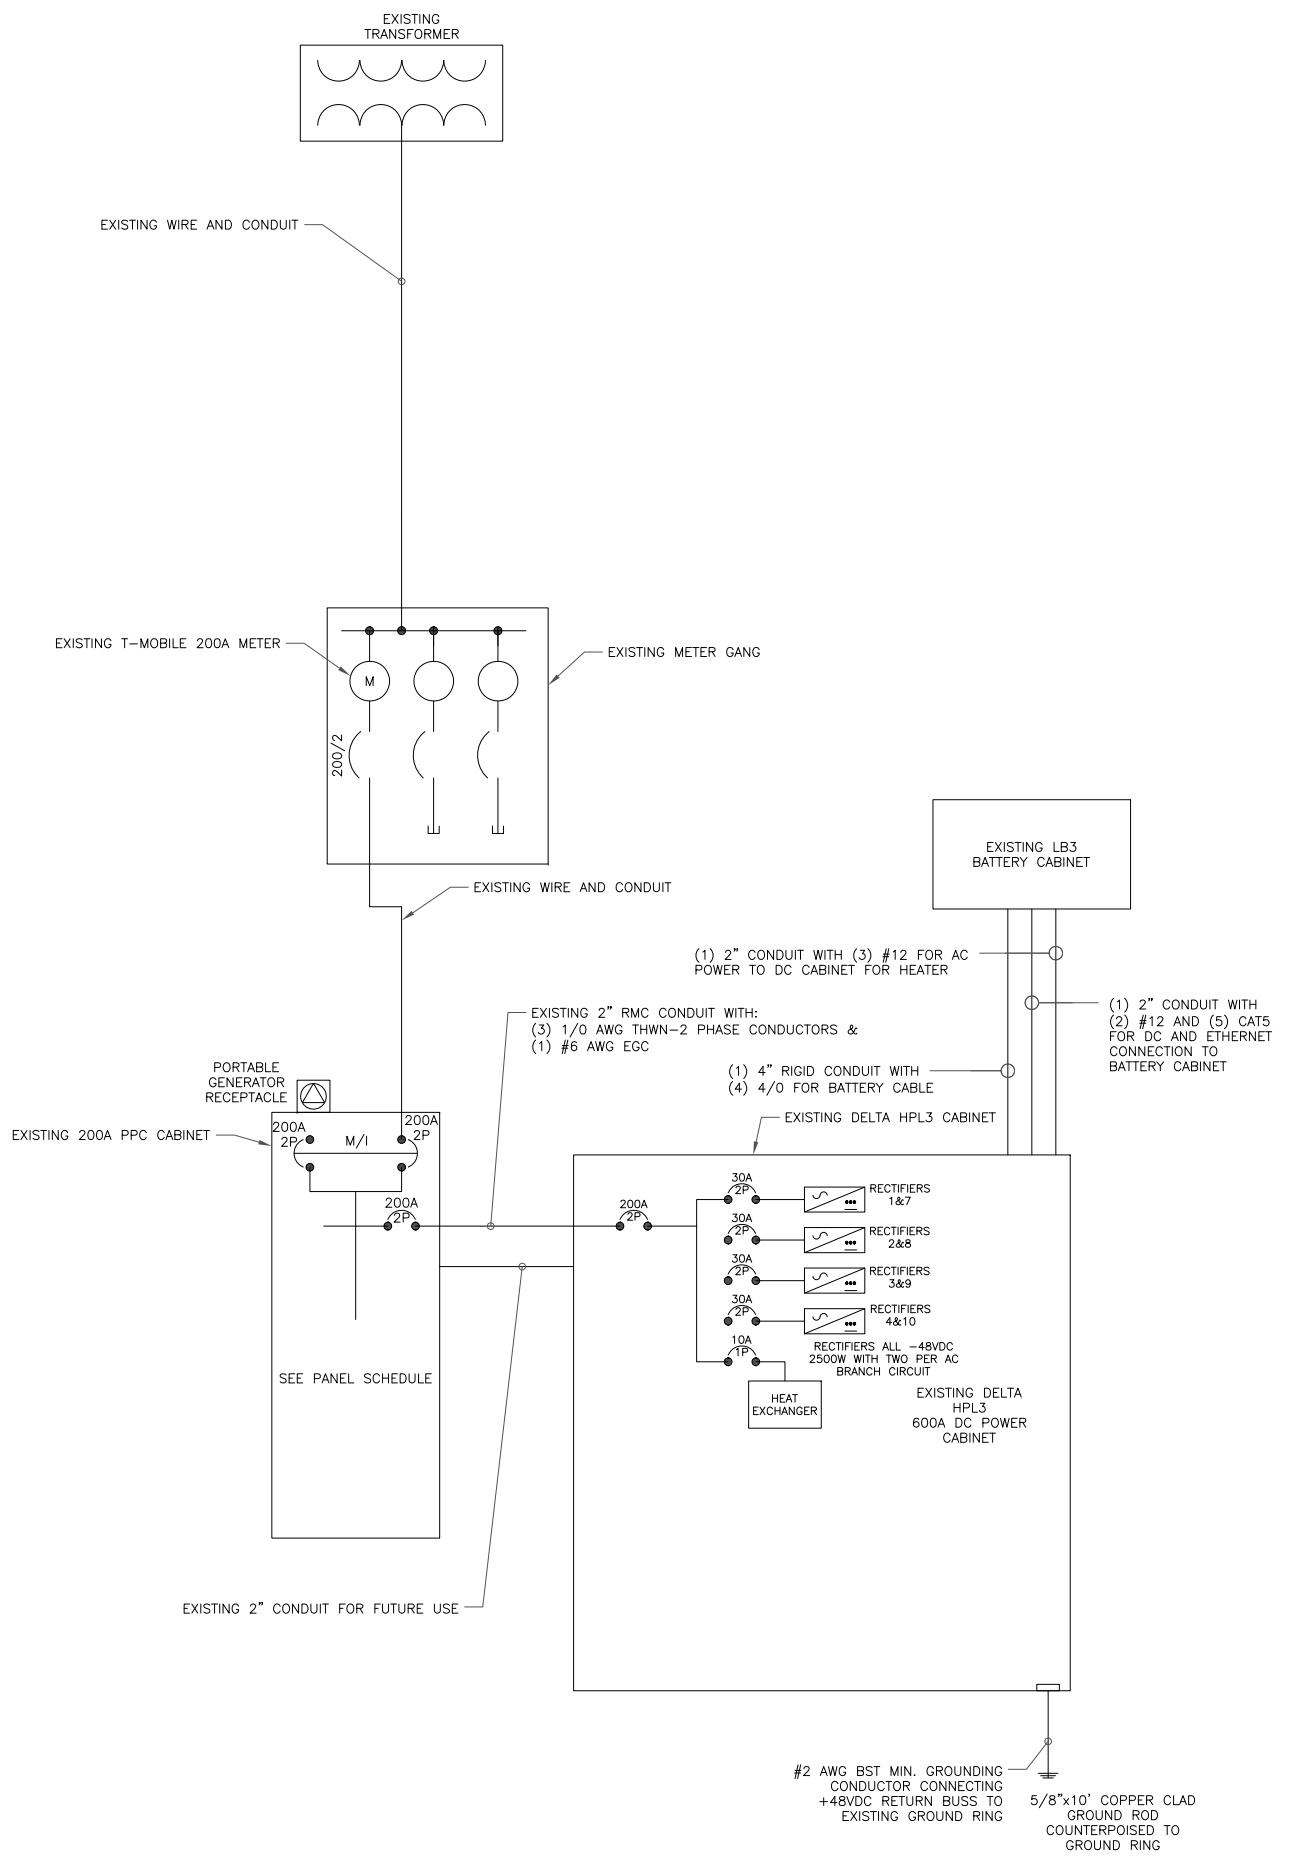 EXISTING
TRANSFORMER
EXISTING WIRE AND CONDUIT
EXISTING T-MOBILE 200A METER
EXISTING METER GANG
M
200/2
EXISTING LB3
BATTERY CABINET
EXISTING WIRE AND CONDUIT
(1) 2" CONDUIT WITH (3) #12 FOR AC
POWER TO DC CABINET FOR HEATER
(1) 2" CONDUIT WITH
(2) #12 AND (5) CAT5
FOR DC AND ETHERNET
CONNECTION TO
BATTERY CABINET
EXISTING 2" RMC CONDUIT WITH:
(3) 1/0 AWG THWN-2 PHASE CONDUCTORS &
(1) #6 AWG EGC
(1) 4" RIGID CONDUIT WITH
(4) 4/0 FOR BATTERY CABLE
PORTABLE
GENERATOR
RECEPTACLE
EXISTING DELTA HPL3 CABINET
EXISTING 200A PPC CABINET
200A
2P
M/I
200A
2P
200A
2P
200A
2P
30A
2P
RECTIFIERS
1&7
30A
2P
RECTIFIERS
2&8
30A
2P
RECTIFIERS
3&9
30A
2P
RECTIFIERS
4&10
10A
1P
RECTIFIERS ALL -48VDC
2500W WITH TWO PER AC
BRANCH CIRCUIT
HEAT
EXCHANGER
EXISTING DELTA
HPL3
600A DC POWER
CABINET
SEE PANEL SCHEDULE
EXISTING 2" CONDUIT FOR FUTURE USE
#2 AWG BST MIN. GROUNDING
CONDUCTOR CONNECTING
+48VDC RETURN BUSS TO
EXISTING GROUND RING
5/8"x10' COPPER CLAD
GROUND ROD
COUNTERPOISED TO
GROUND RING